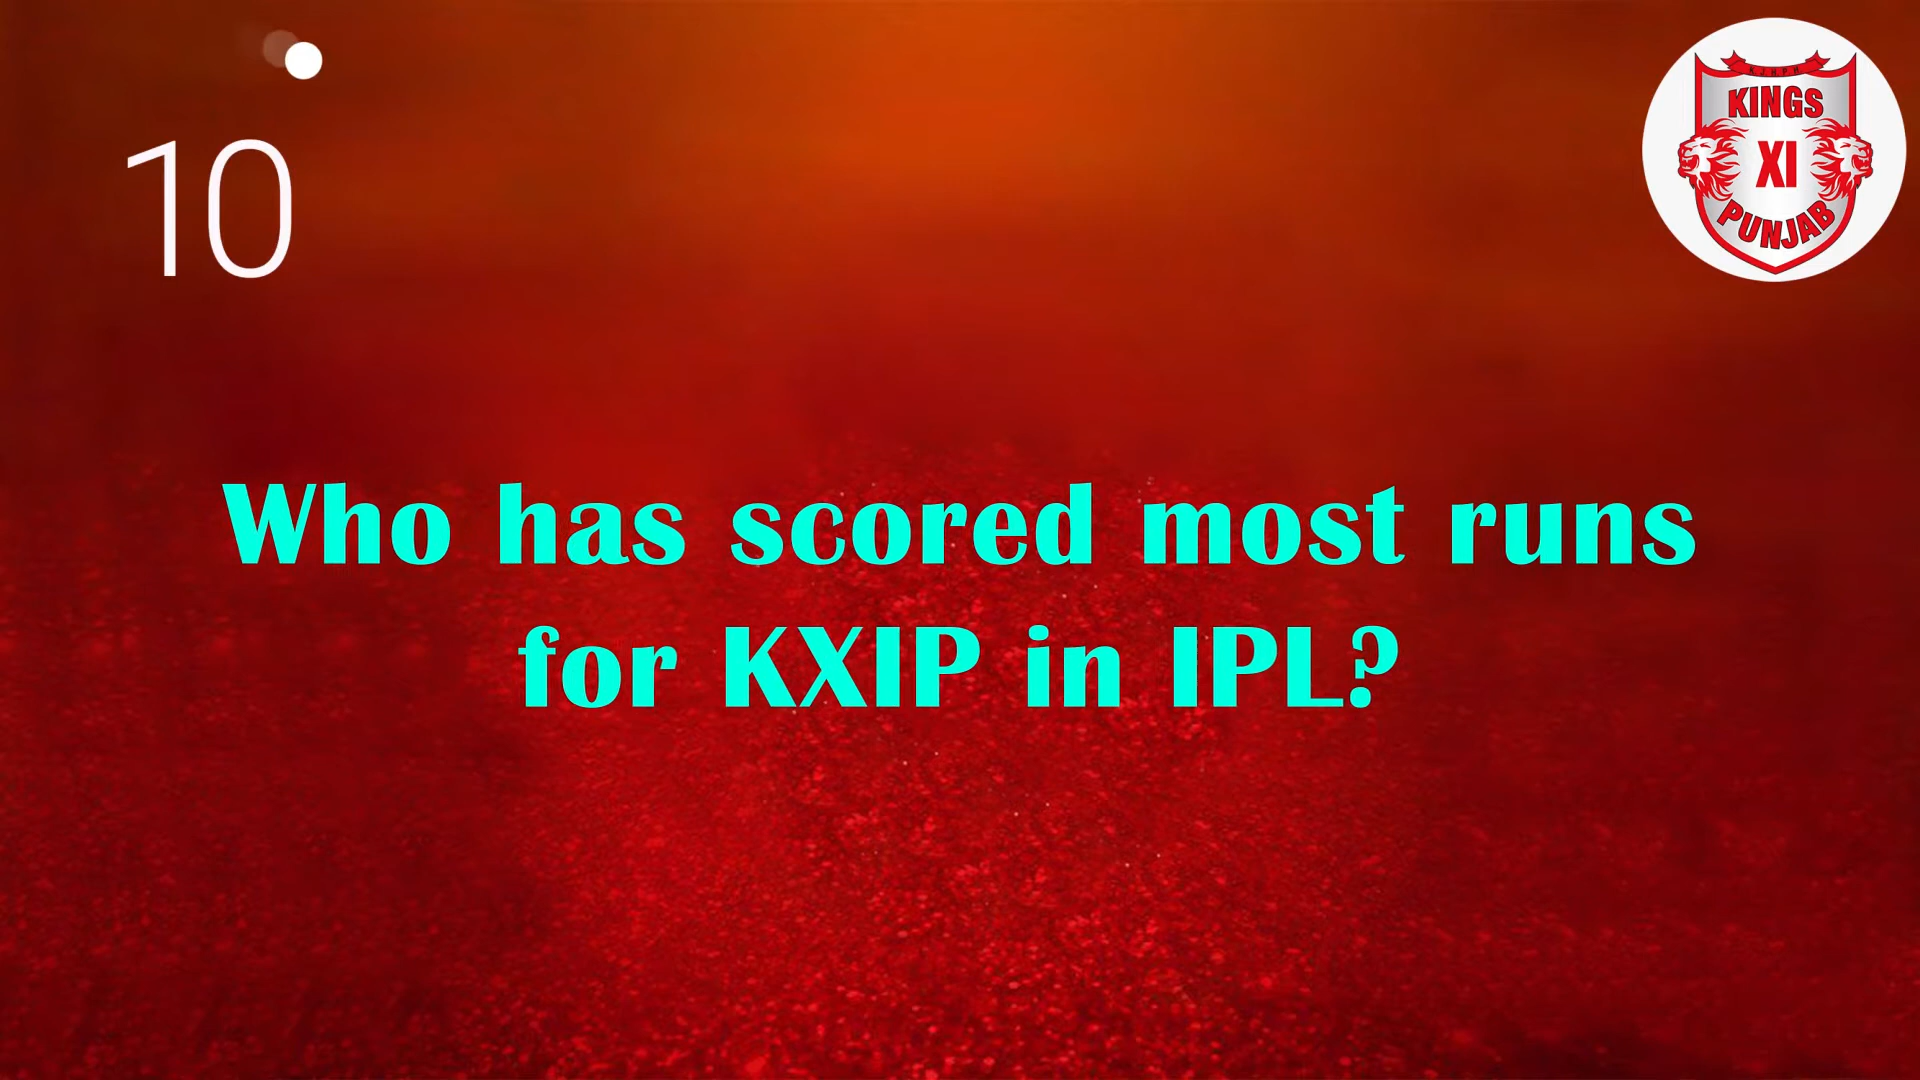 10
KINGS
XI
PUNJAB
Who has scored most runs
for KXIP in IPL?